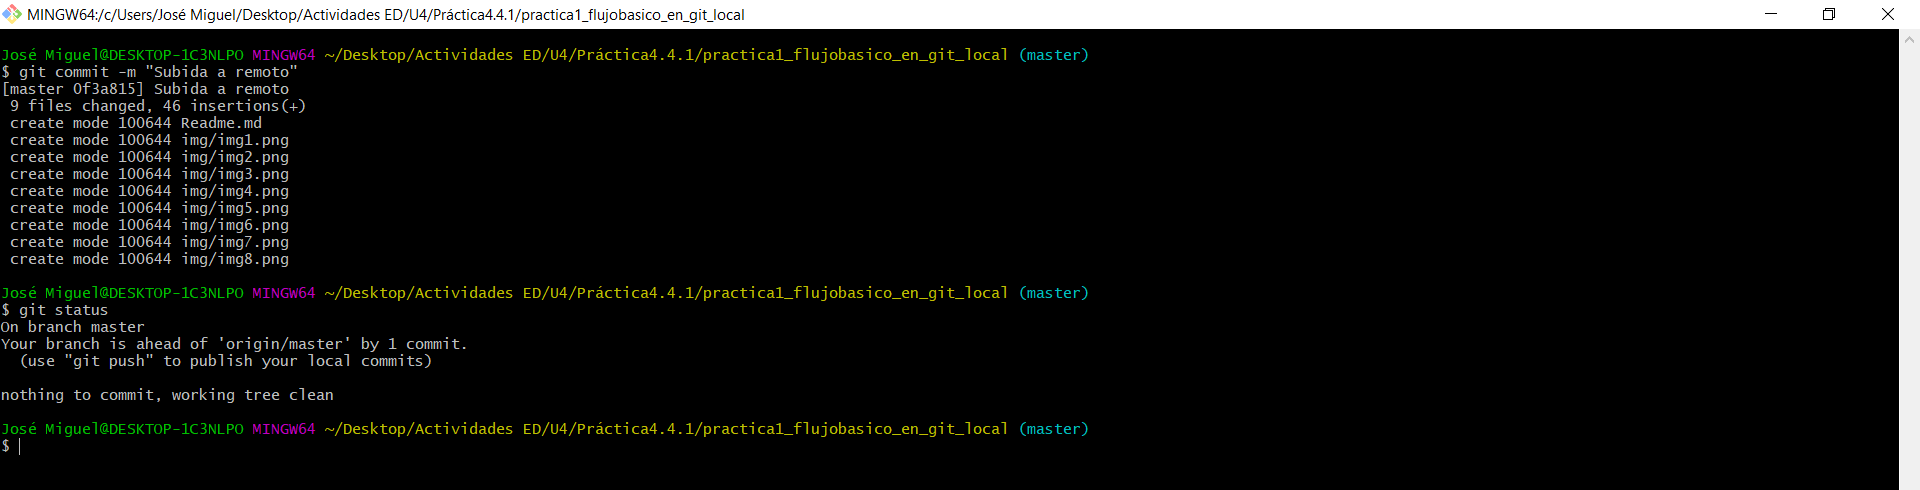 MINGW64:/c/Users/José Miguel/Desktop/Actividades ED/U4/Práctica4.4.1/practica1_flujobasico_en_git_local
José Miguel@DESKTOP-1C3NLPO MINGW64 ~/Desktop/Actividades ED/U4/Práctica4.4.1/practica1_flujobasico_en_git_local (master)
$ git commit -m "Subida a remoto"
[master 0f3a815] Subida a remoto
 9 files changed, 46 insertions(+)
 create mode 100644 Readme.md
 create mode 100644 img/img1.png
 create mode 100644 img/img2.png
 create mode 100644 img/img3.png
 create mode 100644 img/img4.png
 create mode 100644 img/img5.png
 create mode 100644 img/img6.png
 create mode 100644 img/img7.png
 create mode 100644 img/img8.png
José Miguel@DESKTOP-1C3NLPO MINGW64 ~/Desktop/Actividades ED/U4/Práctica4.4.1/practica1_flujobasico_en_git_local (master)
$ git status
On branch master
Your branch is ahead of 'origin/master' by 1 commit.
  (use "git push" to publish your local commits)
nothing to commit, working tree clean
José Miguel@DESKTOP-1C3NLPO MINGW64 ~/Desktop/Actividades ED/U4/Práctica4.4.1/practica1_flujobasico_en_git_local (master)
$